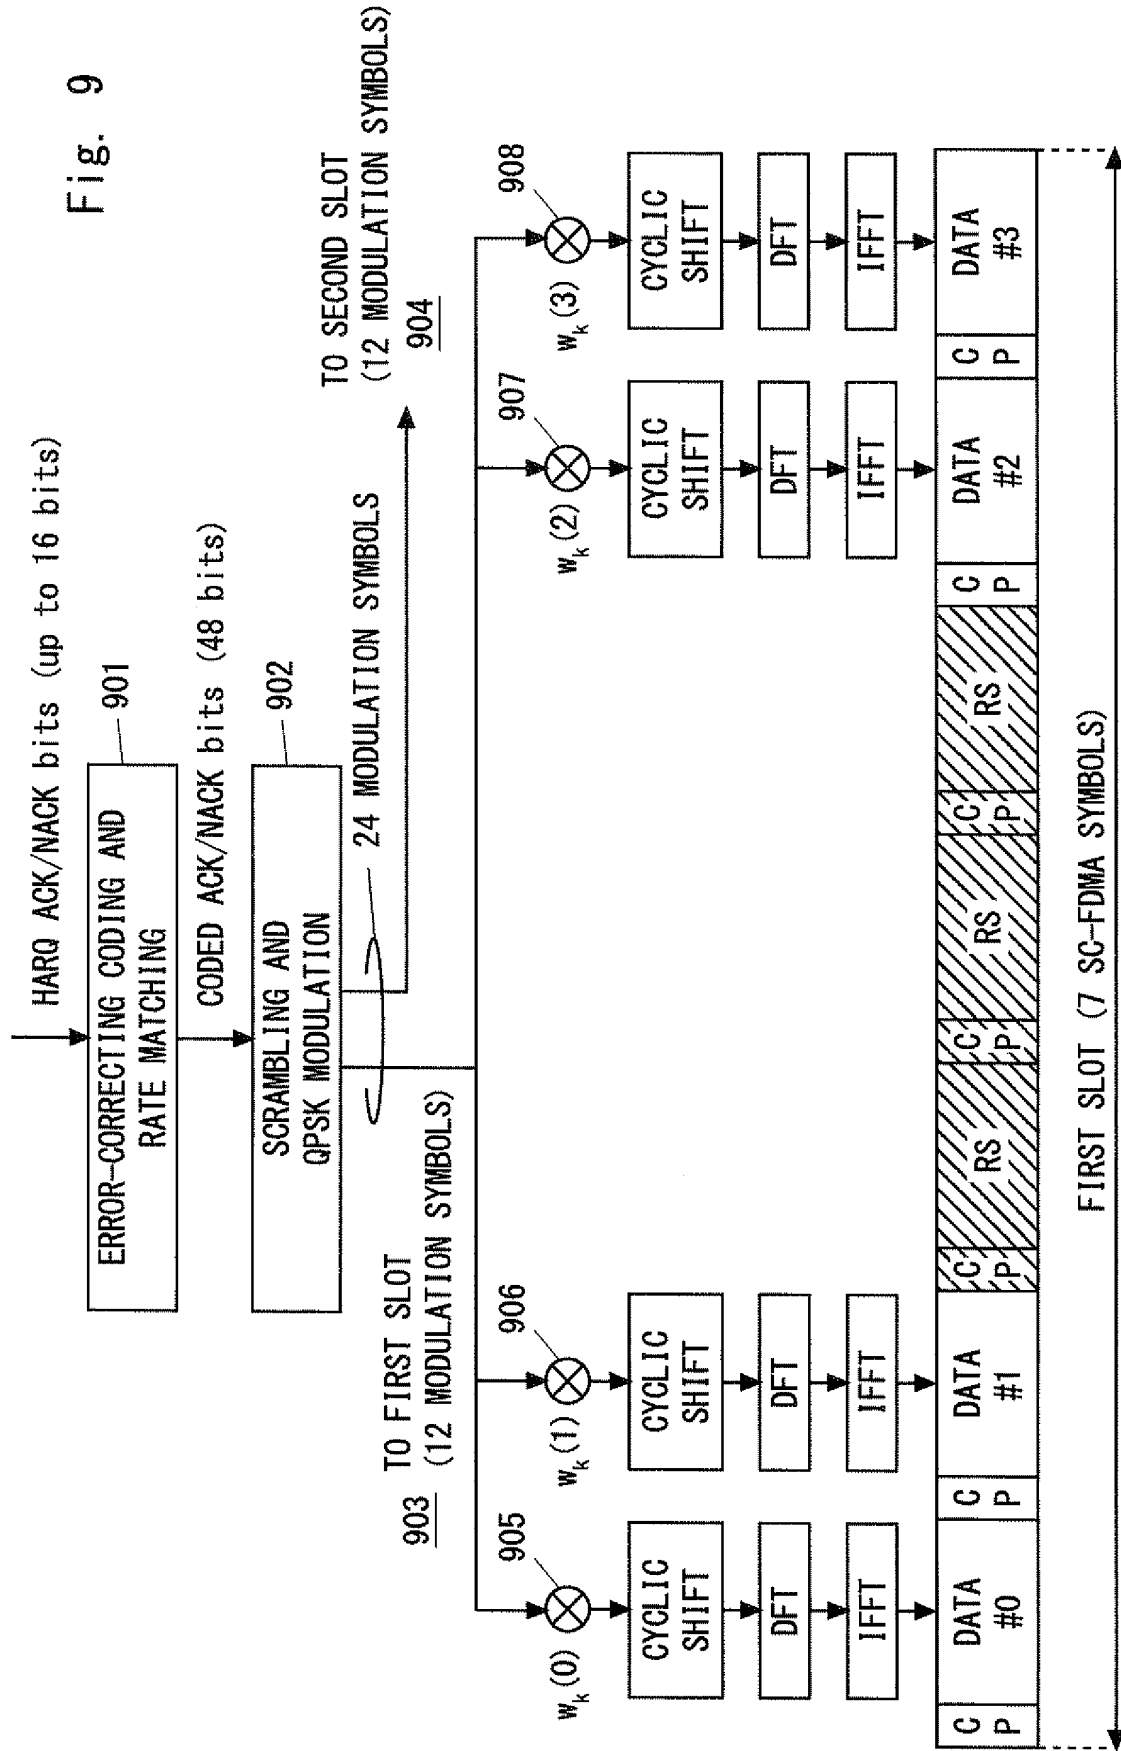 Fig. 9
HARQ ACK/NACK bits (up to 16 bits)
901
ERROR-CORRECTING CODING AND
RATE MATCHING
CODED ACK/NACK bits (48 bits)
902
SCRAMBLING AND
QPSK MODULATION
24 MODULATION SYMBOLS
TO FIRST SLOT
(12 MODULATION SYMBOLS)
903
TO SECOND SLOT
(12 MODULATION SYMBOLS)
904
905
906
907
908
wk(0)
wk(1)
wk(2)
wk(3)
CYCLIC
SHIFT
CYCLIC
SHIFT
CYCLIC
SHIFT
CYCLIC
SHIFT
DFT
DFT
DFT
DFT
IFFT
IFFT
IFFT
IFFT
CP
DATA
#0
CP
DATA
#1
CP
RS
CP
RS
CP
RS
CP
DATA
#2
CP
DATA
#3
FIRST SLOT (7 SC-FDMA SYMBOLS)